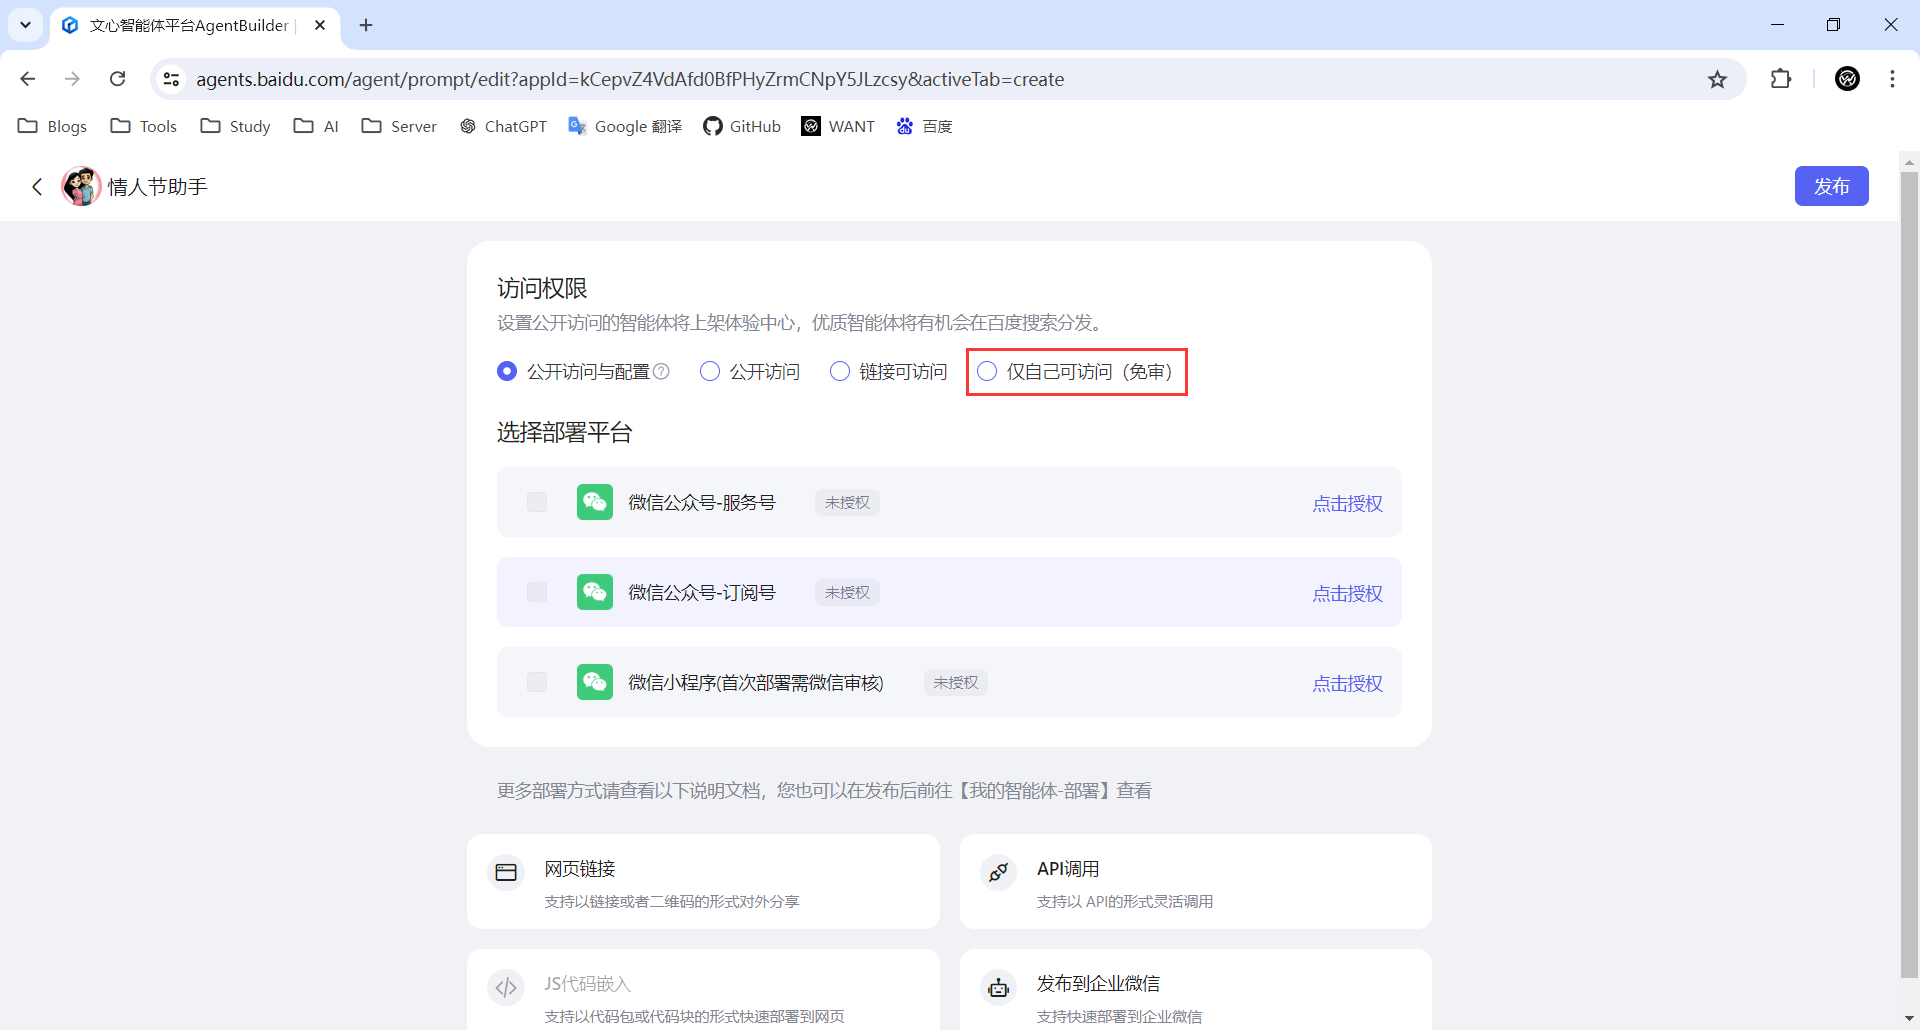 文心智能体平台AgentBuilder
agents.baidu.com/agent/prompt/edit?appId=kCepvZ4VdAfd0BfPHyZrmCNpY5JLzcsy&activeTab=create
Blogs Tools Study AI Server ChatGPT Google 翻译 GitHub WANT 百度
情人节助手
发布
访问权限
设置公开访问的智能体将上架体验中心，优质智能体将有机会在百度搜索分发。
公开访问与配置 公开访问 链接可访问 仅自己可访问（免审）
选择部署平台
微信公众号-服务号 未授权 点击授权
微信公众号-订阅号 未授权 点击授权
微信小程序(首次部署需微信审核) 未授权 点击授权
更多部署方式请查看以下说明文档，您也可以在发布后前往【我的智能体-部署】查看
网页链接
支持以链接或者二维码的形式对外分享
API调用
支持以 API的形式灵活调用
JS代码嵌入
支持以代码包或代码块的形式快速部署到网页
发布到企业微信
支持快速部署到企业微信